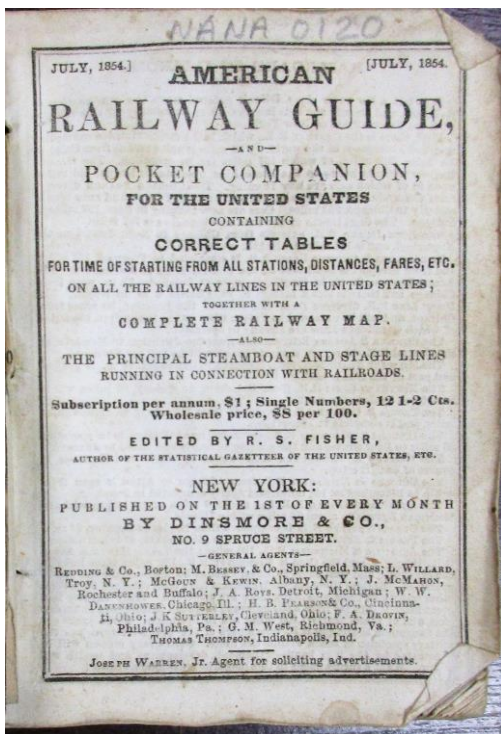 NANA 0120
JULY, 1854.] [JULY, 1854.
AMERICAN
RAILWAY GUIDE,
—AND—
POCKET COMPANION,
FOR THE UNITED STATES
CONTAINING
CORRECT TABLES
FOR TIME OF STARTING FROM ALL STATIONS, DISTANCES, FARES, ETC.
ON ALL THE RAILWAY LINES IN THE UNITED STATES;
TOGETHER WITH A
COMPLETE RAILWAY MAP.
—ALSO—
THE PRINCIPAL STEAMBOAT AND STAGE LINES
RUNNING IN CONNECTION WITH RAILROADS.
Subscription per annum, $1; Single Numbers, 12 1-2 Cts.
Wholesale price, $8 per 100.
EDITED BY R. S. FISHER,
AUTHOR OF THE STATISTICAL GAZETTEER OF THE UNITED STATES, ETC.
NEW YORK:
PUBLISHED ON THE 1ST OF EVERY MONTH
BY DINSMORE & CO.,
NO. 9 SPRUCE STREET.
—GENERAL AGENTS—
REDDING & Co., Boston; M. BESSEY, & Co., Springfield, Mass; L. WILLARD,
Troy, N. Y.; McGOUN & KEWIN, Albany, N. Y.; J. McMAHON,
Rochester and Buffalo; J. A. ROYS, Detroit, Michigan; W. W.
DANENHOWER, Chicago, Ill.; H. B. PEARSON & Co., Cincinna-
ti, Ohio; J. K. SUTTERLEY, Cleveland, Ohio; F. A. DROVIN,
Philadelphia, Pa.; G. M. West, Richmond, Va.;
THOMAS THOMPSON, Indianapolis, Ind.
JOSEPH WARREN, Jr. Agent for soliciting advertisements.